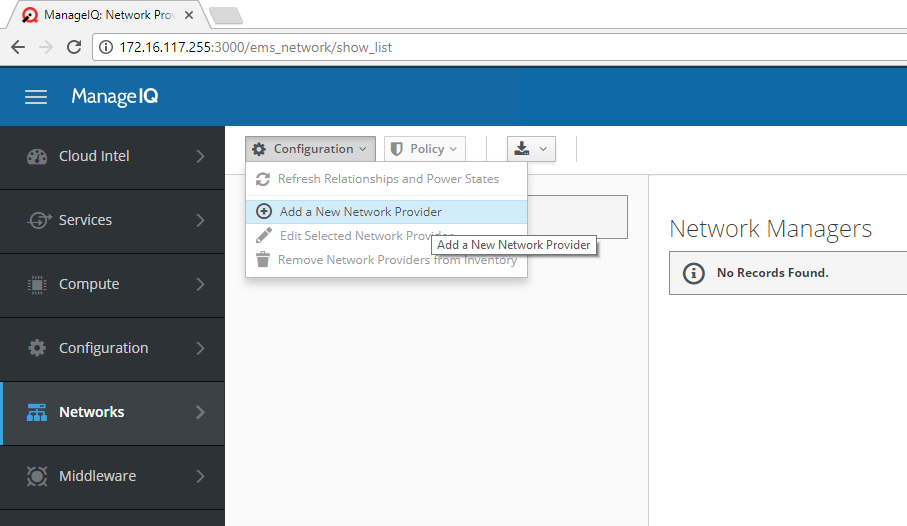 ManageIQ: Network Prov
172.16.117.255:3000/ems_network/show_list
ManageIQ
Cloud Intel
Services
Compute
Configuration
Networks
Middleware
Configuration
Policy
Refresh Relationships and Power States
Add a New Network Provider
Edit Selected Network Provider
Add a New Network Provider
Remove Network Providers from Inventory
Network Managers
No Records Found.